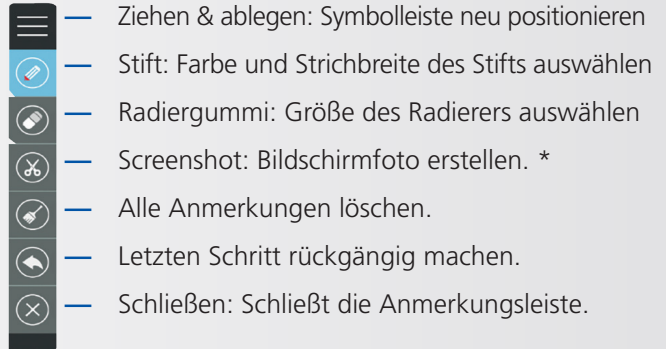 Ziehen & ablegen: Symbolleiste neu positionieren
Stift: Farbe und Strichbreite des Stifts auswählen
Radiergummi: Größe des Radierers auswählen
Screenshot: Bildschirmfoto erstellen. *
Alle Anmerkungen löschen.
Letzten Schritt rückgängig machen.
Schließen: Schließt die Anmerkungsleiste.